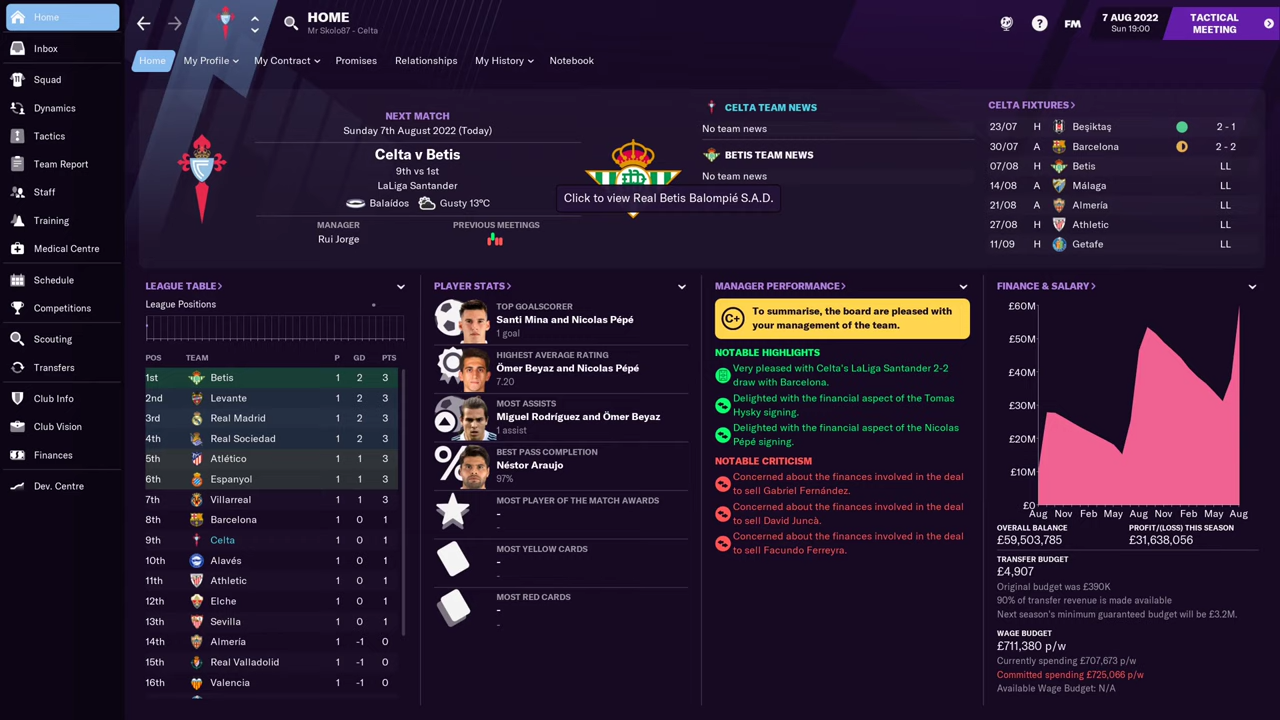 Home
Inbox
Squad
Dynamics
Tactics
Team Report
Staff
Training
Medical Centre
Schedule
Competitions
Scouting
Transfers
Club Info
Club Vision
Finances
Dev. Centre
HOME
Mr Skolo87 - Celta
FM
7 AUG 2022
Sun 19:00
TACTICAL
MEETING
Home
My Profile
My Contract
Promises
Relationships
My History
Notebook
NEXT MATCH
Sunday 7th August 2022 (Today)
Celta v Betis
9th vs 1st
LaLiga Santander
Balaídos
Gusty 13ºC
MANAGER
Rui Jorge
PREVIOUS MEETINGS
Click to view Real Betis Balompié S.A.D.
CELTA TEAM NEWS
No team news
BETIS TEAM NEWS
No team news
CELTA FIXTURES>
23/07 H Beşiktaş 2 - 1
30/07 A Barcelona 2 - 2
07/08 H Betis LL
14/08 A Málaga LL
21/08 A Almería LL
27/08 H Athletic LL
11/09 H Getafe LL
LEAGUE TABLE>
League Positions
POS TEAM P GD PTS
1st Betis 1 2 3
2nd Levante 1 2 3
3rd Real Madrid 1 2 3
4th Real Sociedad 1 2 3
5th Atlético 1 1 3
6th Espanyol 1 1 3
7th Villarreal 1 1 3
8th Barcelona 1 0 1
9th Celta 1 0 1
10th Alavés 1 0 1
11th Athletic 1 0 1
12th Elche 1 0 1
13th Sevilla 1 0 1
14th Almería 1 -1 0
15th Real Valladolid 1 -1 0
16th Valencia 1 -1 0
PLAYER STATS>
TOP GOALSCORER
Santi Mina and Nicolas Pépé
1 goal
HIGHEST AVERAGE RATING
Ömer Beyaz and Nicolas Pépé
7.20
MOST ASSISTS
Miguel Rodríguez and Ömer Beyaz
1 assist
BEST PASS COMPLETION
Néstor Araujo
97%
MOST PLAYER OF THE MATCH AWARDS
-
-
MOST YELLOW CARDS
-
-
MOST RED CARDS
-
-
MANAGER PERFORMANCE>
C+
To summarise, the board are pleased with
your management of the team.
NOTABLE HIGHLIGHTS
Very pleased with Celta's LaLiga Santander 2-2
draw with Barcelona.
Delighted with the financial aspect of the Tomas
Hysky signing.
Delighted with the financial aspect of the Nicolas
Pépé signing.
NOTABLE CRITICISM
Concerned about the finances involved in the deal
to sell Gabriel Fernández.
Concerned about the finances involved in the deal
to sell David Juncà.
Concerned about the finances involved in the deal
to sell Facundo Ferreyra.
FINANCE & SALARY>
£60M
£50M
£40M
£30M
£20M
£10M
£0
Aug Nov Feb May Aug Nov Feb May Aug
OVERALL BALANCE
£59,503,785
PROFIT/(LOSS) THIS SEASON
£31,638,056
TRANSFER BUDGET
£4,907
Original budget was £390K
90% of transfer revenue is made available
Next season's minimum guaranteed budget will be £3.2M.
WAGE BUDGET
£711,380 p/w
Currently spending £707,673 p/w
Committed spending £725,066 p/w
Available Wage Budget: N/A